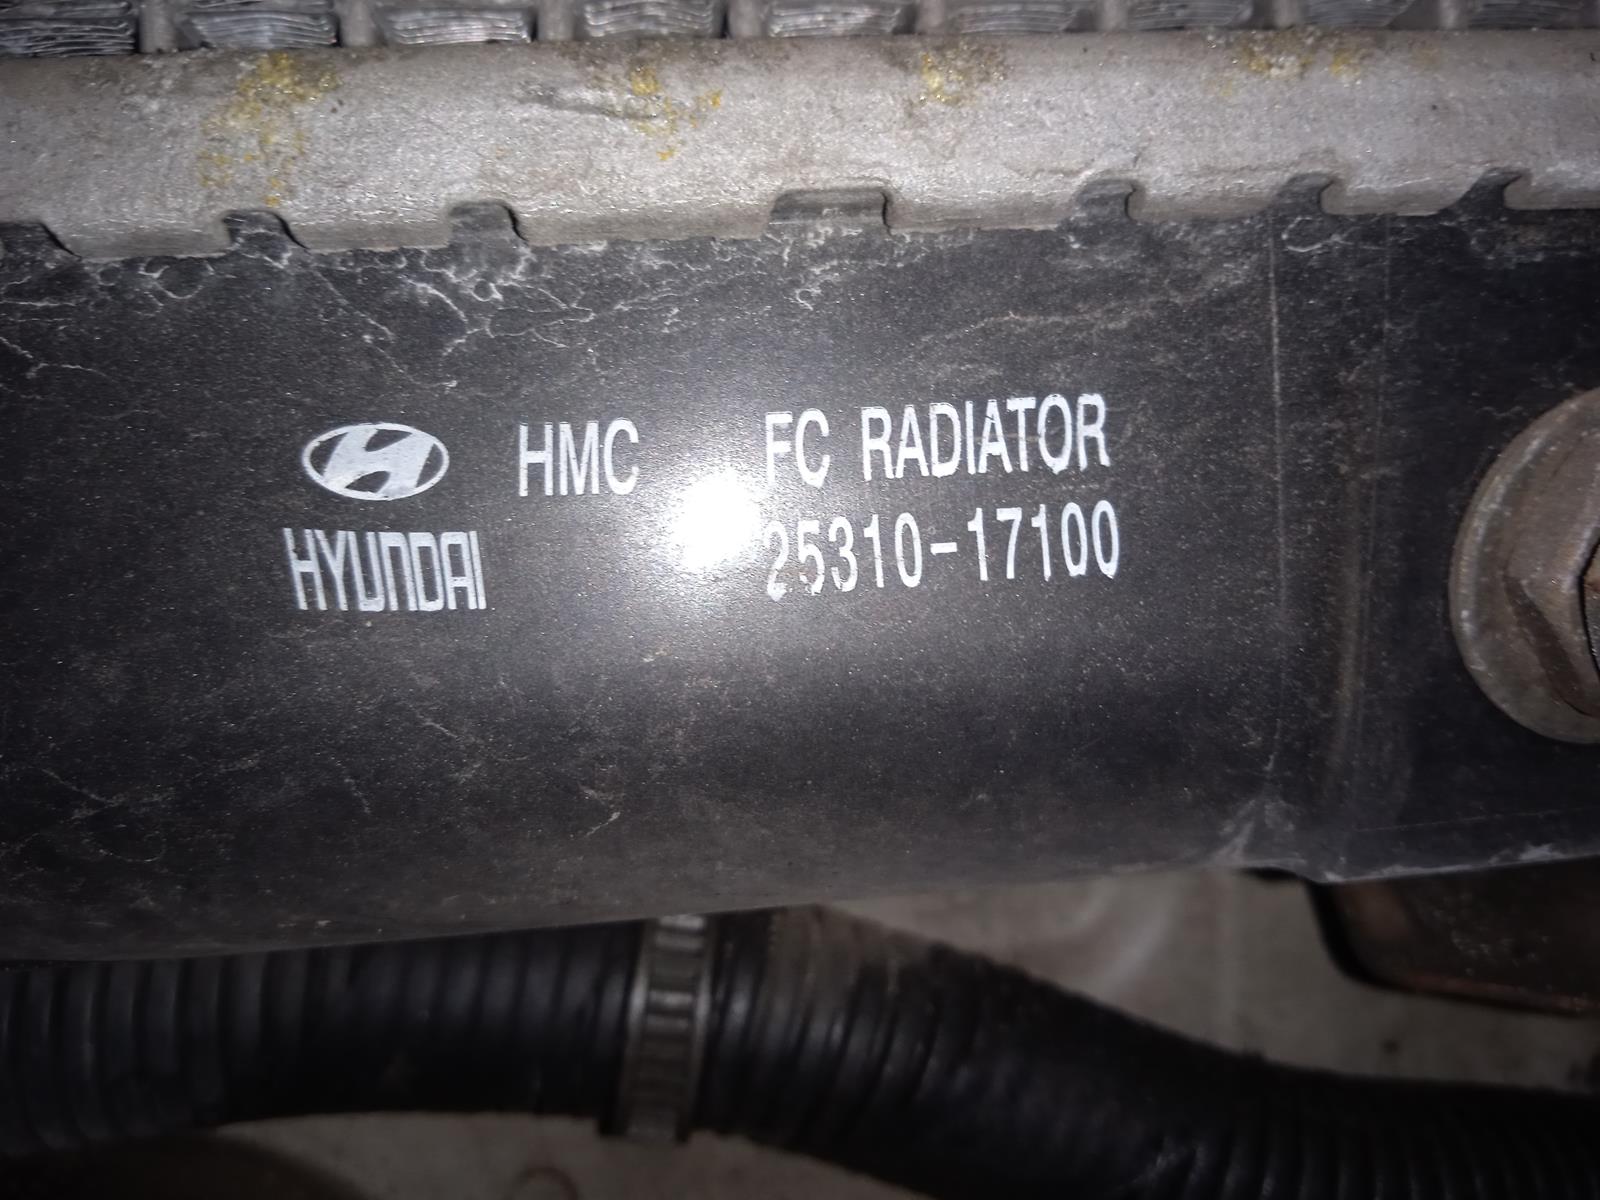 HMC FC RADIATOR
HYUNDAI 25310-17100